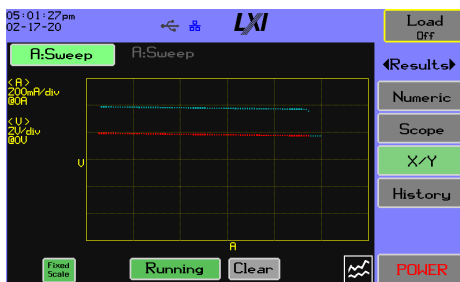 05:01:27pm
02-17-20
LXI
Load
Off
A:Sweep
A:Sweep
◀Results▶
<A>
200mA/div
@0A
<V>
2V/div
@0V
Numeric
Scope
V
X/Y
History
A
Fixed
Scale
Running
Clear
POWER